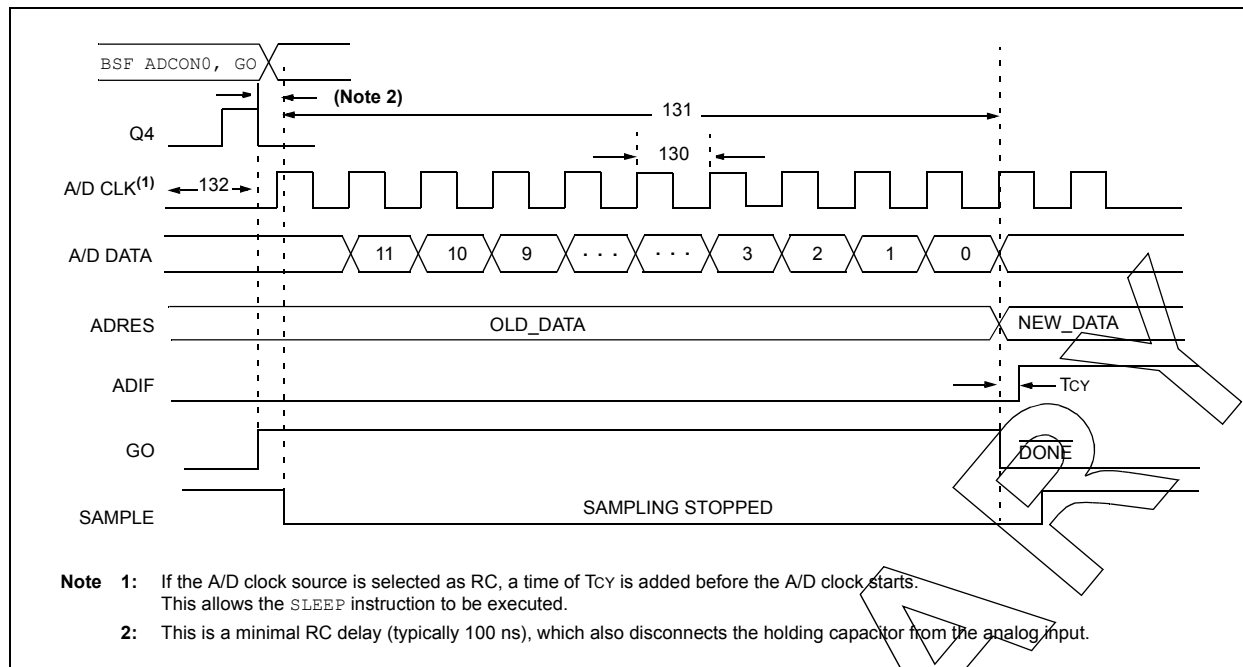 BSF ADCON0, GO
(Note 2)
131
Q4
130
A/D CLK(1)
132
A/D DATA
11 10 9 . . . . . . 3 2 1 0
ADRES
OLD_DATA
NEW_DATA
ADIF
TCY
GO
DONE
SAMPLE
SAMPLING STOPPED
Note 1: If the A/D clock source is selected as RC, a time of TCY is added before the A/D clock starts.
This allows the SLEEP instruction to be executed.
2: This is a minimal RC delay (typically 100 ns), which also disconnects the holding capacitor from the analog input.
A R Y